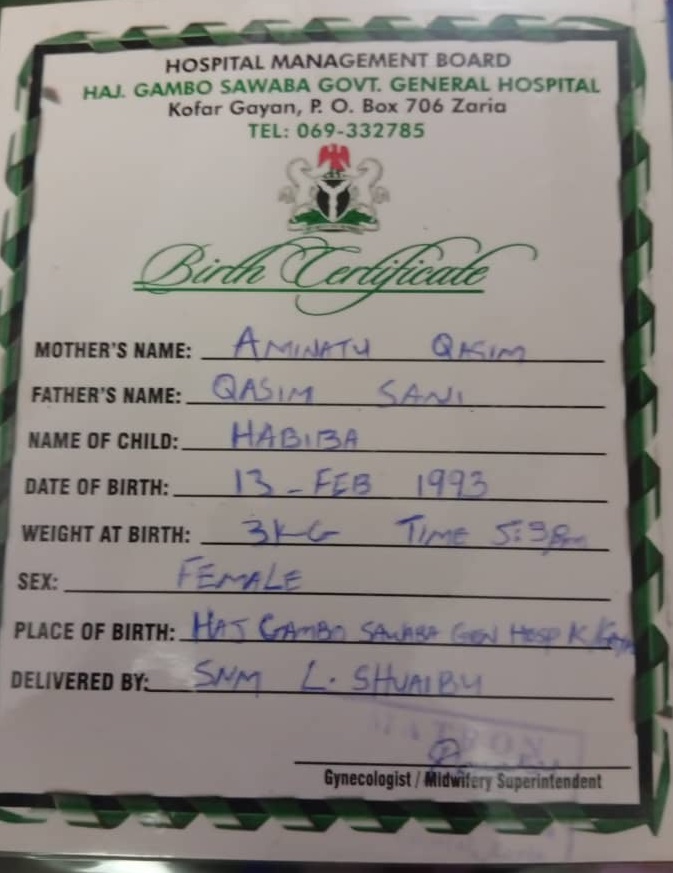 HOSPITAL MANAGEMENT BOARD
HAJ. GAMBO SAWABA GOVT. GENERAL HOSPITAL
Kofar Gayan, P. O. Box 706 Zaria
TEL: 069-332785
Birth Certificate
MOTHER'S NAME: AMINATU QASIM
FATHER'S NAME: QASIM SANI
NAME OF CHILD: HABIBA
DATE OF BIRTH: 13 - FEB 1993
WEIGHT AT BIRTH: 3KG TIME
SEX: FEMALE
PLACE OF BIRTH: HAJ GAMBO SAWABA GEN HOSP
DELIVERED BY: SNM L. SHUAIBU
MATRON
Gynecologist / Midwifery Superintendent